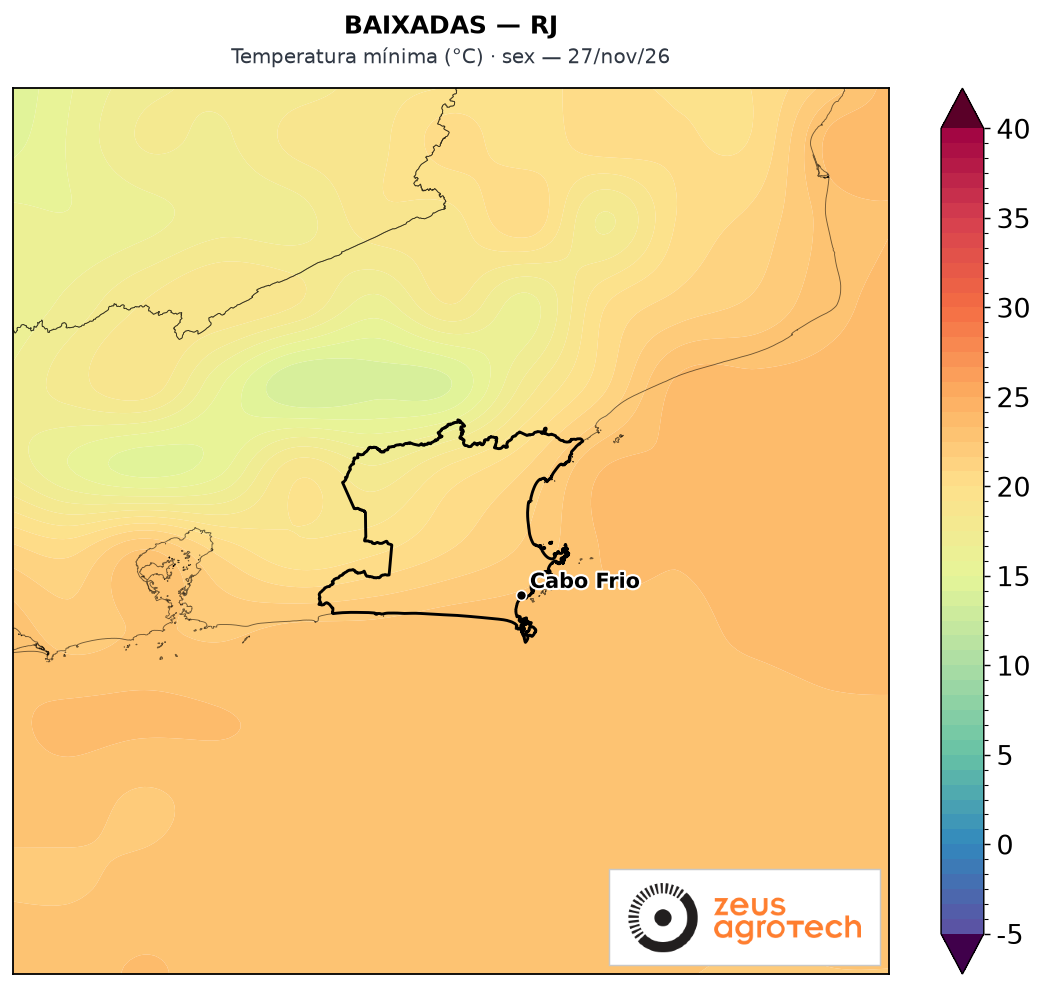 BAIXADAS — RJ
Temperatura mínima (°C) · sex — 27/nov/26
40
35
30
25
20
15
10
5
0
-5
Cabo Frio
zeus
agrotech